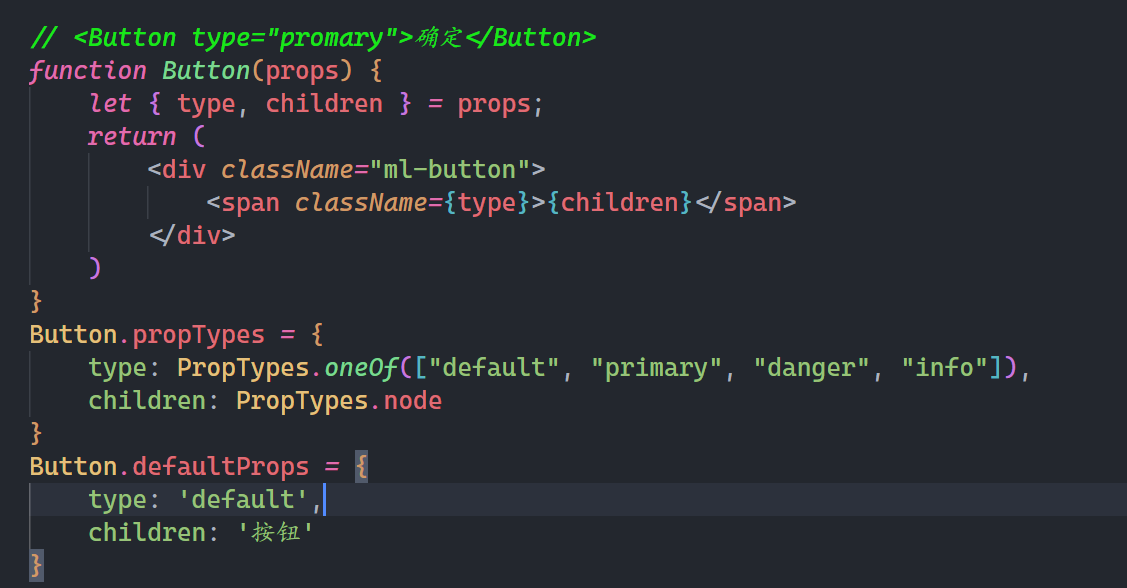 // <Button type="promary">确定</Button>
function Button(props) {
    let { type, children } = props;
    return (
        <div className="ml-button">
            <span className={type}>{children}</span>
        </div>
    )
}
Button.propTypes = {
    type: PropTypes.oneOf(["default", "primary", "danger", "info"]),
    children: PropTypes.node
}
Button.defaultProps = {
    type: 'default',
    children: '按钮'
}